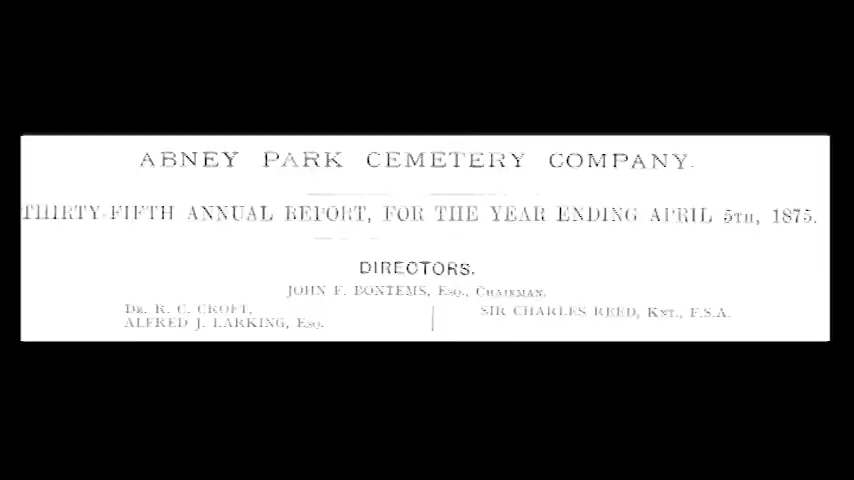 ABNEY PARK CEMETERY COMPANY.
THIRTY-FIFTH ANNUAL REPORT, FOR THE YEAR ENDING APRIL 5TH, 1875.
DIRECTORS.
JOHN F. BONTEMS, ESQ., CHAIRMAN.
DR. R. C. CROFT,
ALFRED J. LARKING, ESQ.
SIR CHARLES REED, KNT., F.S.A.